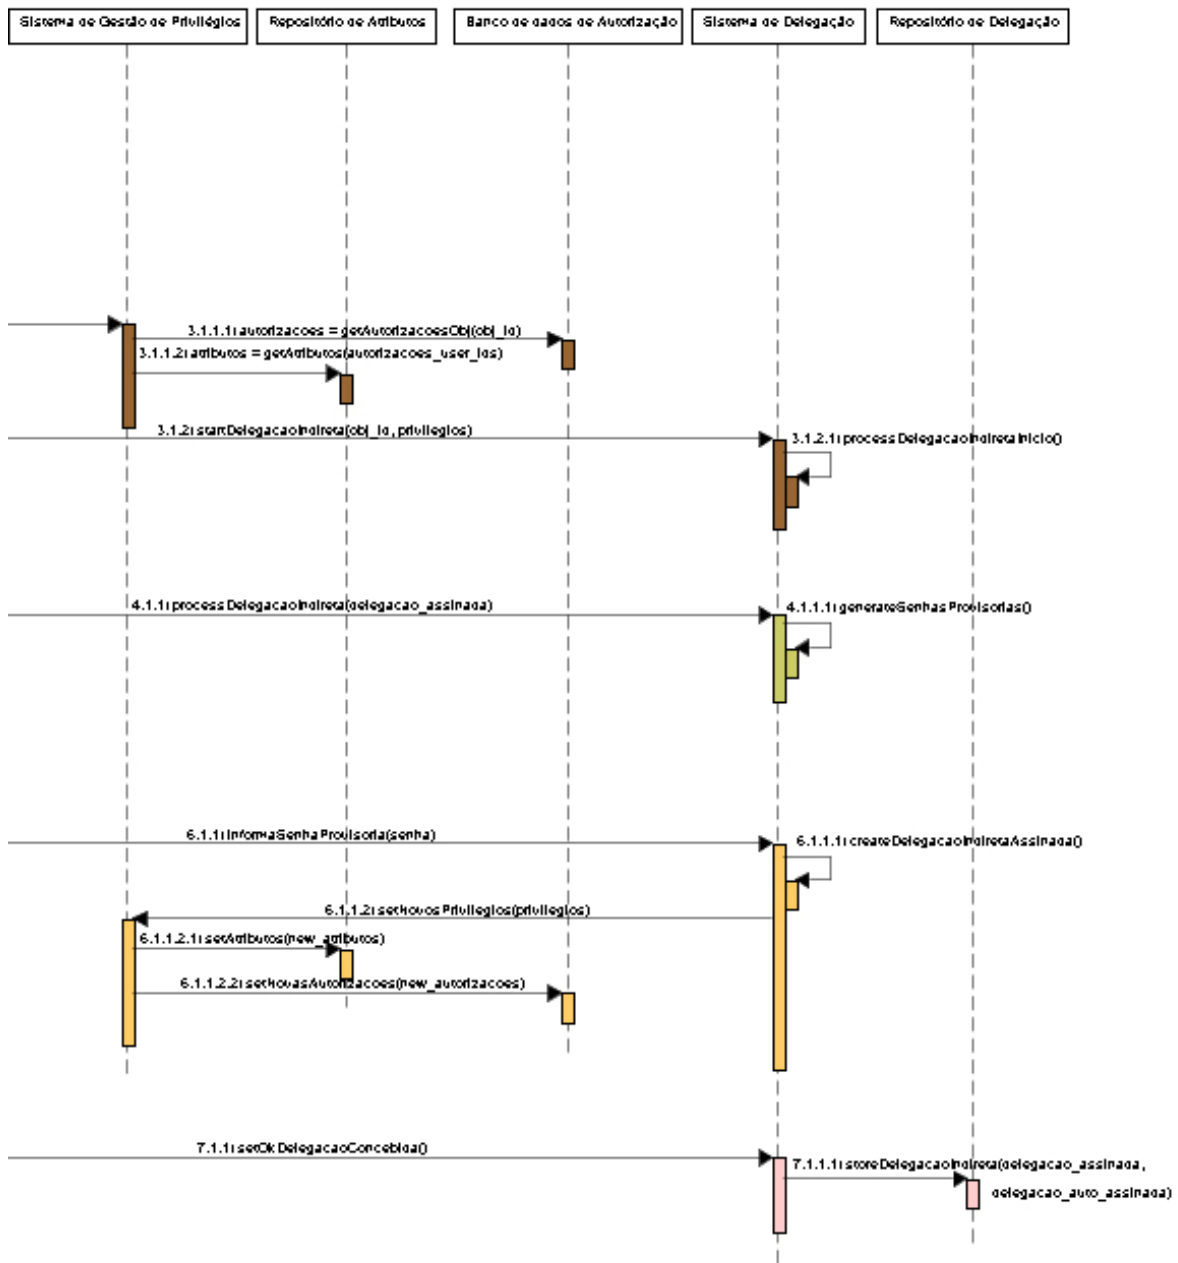 Sistema de Gestão de Privilégios
Repositório de Atributos
Banco de dados de Autorização
Sistema de Delegação
Repositório de Delegação
3.1.1.1: autorizacoes = getAutorizacoesObj(obj_id)
3.1.1.2: atributos = getAtributos(autorizacoes_user_ids)
3.1.2: startDelegacaoIndireta(obj_id, privilegios)
3.1.2.1: processDelegacaoIndiretaInicio()
4.1.1: processDelegacaoIndireta(delegacao_assinada)
4.1.1.1: generateSenhasProvisorias()
6.1.1: informaSenhaProvisoria(senha)
6.1.1.1: createDelegacaoIndiretaAssinada()
6.1.1.2: setNovosPrivilegios(privilegios)
6.1.1.2.1: setAtributos(new_atributos)
6.1.1.2.2: setNovasAutorizacoes(new_autorizacoes)
7.1.1: setOkDelegacaoConcebida()
7.1.1.1: storeDelegacaoIndireta(delegacao_assinada,
delegacao_auto_assinada)